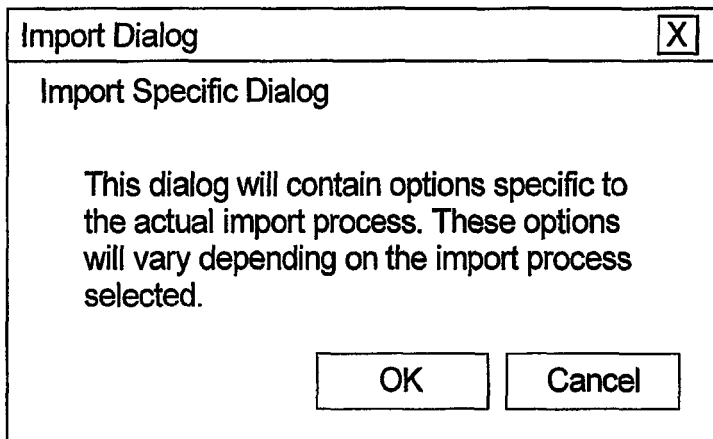 Import Dialog X
Import Specific Dialog
This dialog will contain options specific to
the actual import process. These options
will vary depending on the import process
selected.
OK Cancel